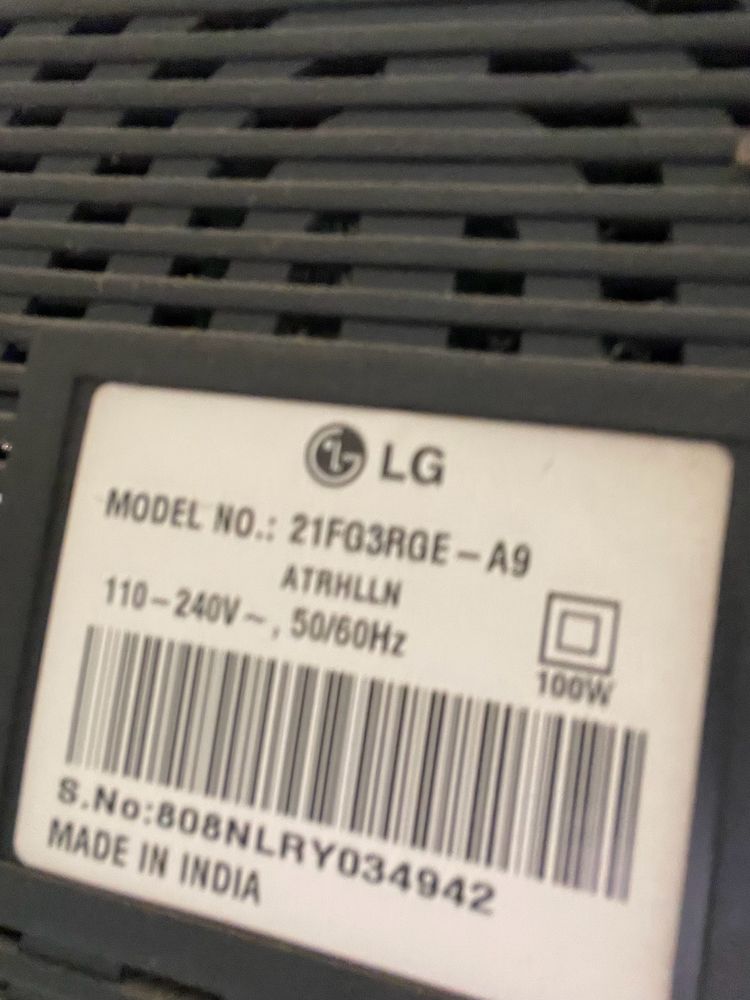 LG
MODEL NO.: 21FG3RGE-A9
ATRHLLN
110-240V~, 50/60Hz
100W
S.No:808NLRY034942
MADE IN INDIA